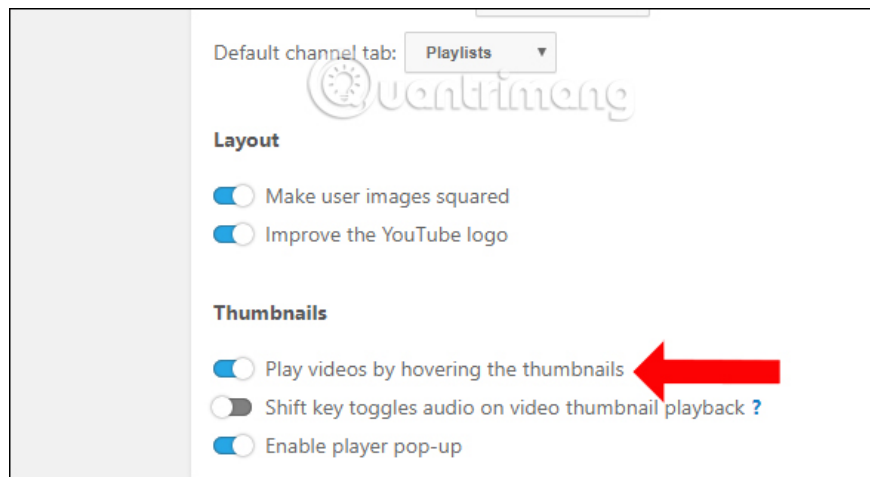 Default channel tab: Playlists
Quantrimang
Layout
Make user images squared
Improve the YouTube logo
Thumbnails
Play videos by hovering the thumbnails
Shift key toggles audio on video thumbnail playback ?
Enable player pop-up